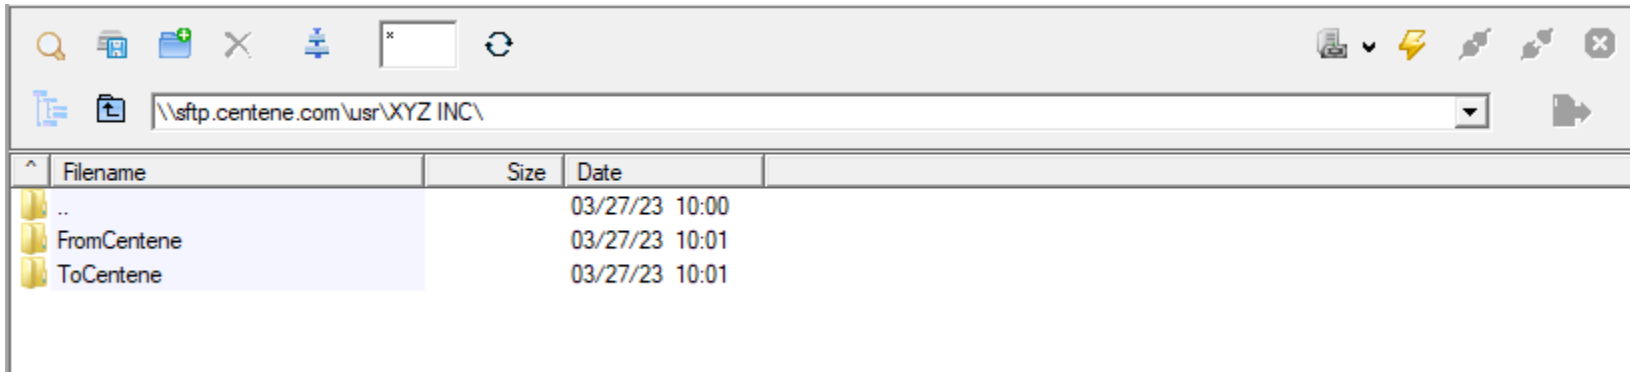 *
\\sftp.centene.com\usr\XYZ INC\
^ Filename Size Date
.. 03/27/23 10:00
FromCentene 03/27/23 10:01
ToCentene 03/27/23 10:01